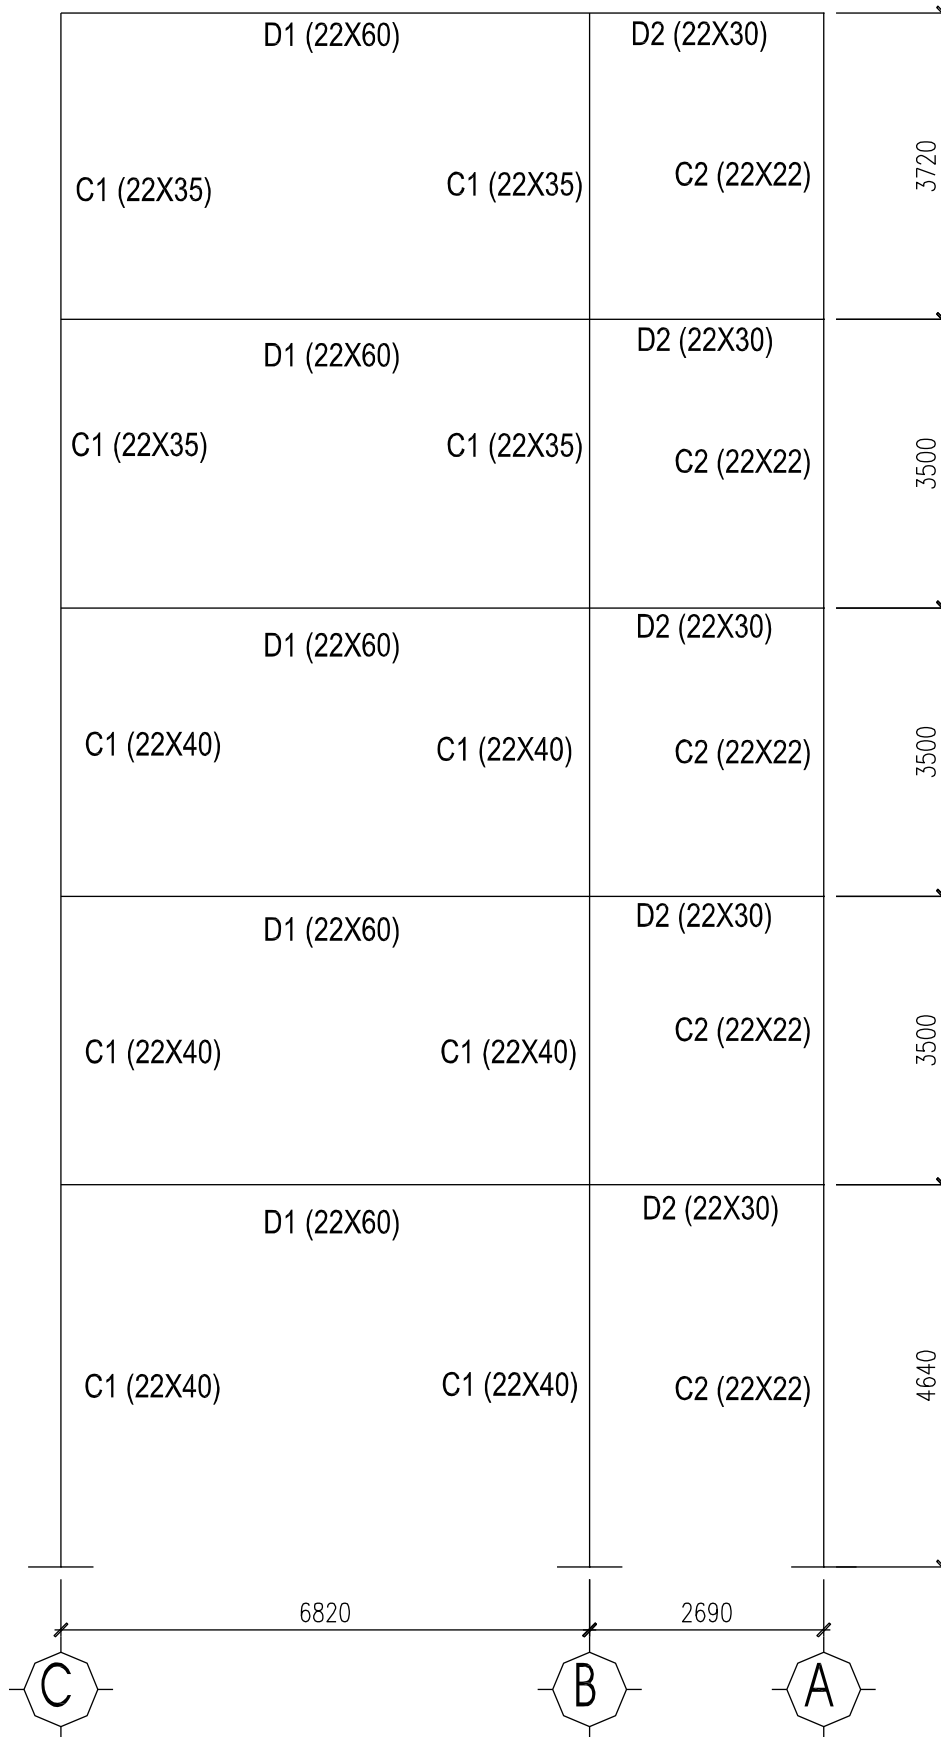 D1 (22X60) D2 (22X30)
C1 (22X35) C1 (22X35) C2 (22X22) 3720
D1 (22X60) D2 (22X30)
C1 (22X35) C1 (22X35) C2 (22X22) 3500
D1 (22X60) D2 (22X30)
C1 (22X40) C1 (22X40) C2 (22X22) 3500
D1 (22X60) D2 (22X30)
C1 (22X40) C1 (22X40) C2 (22X22) 3500
D1 (22X60) D2 (22X30)
C1 (22X40) C1 (22X40) C2 (22X22) 4640
6820 2690
C B A